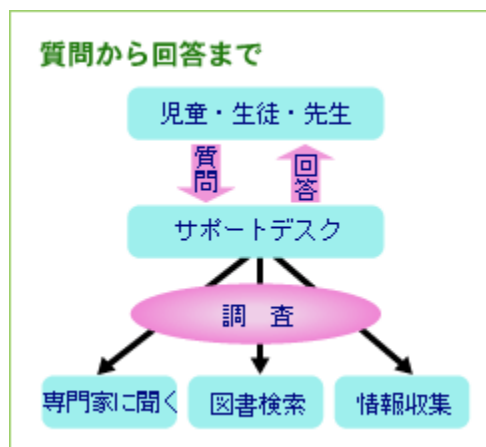 質問から回答まで
児童・生徒・先生
質問
回答
サポートデスク
調 査
専門家に聞く
図書検索
情報収集